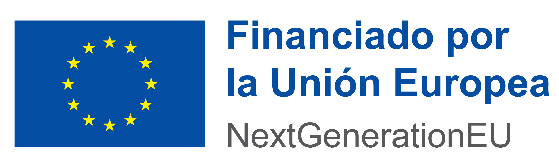 Financiado por
la Unión Europea
NextGenerationEU